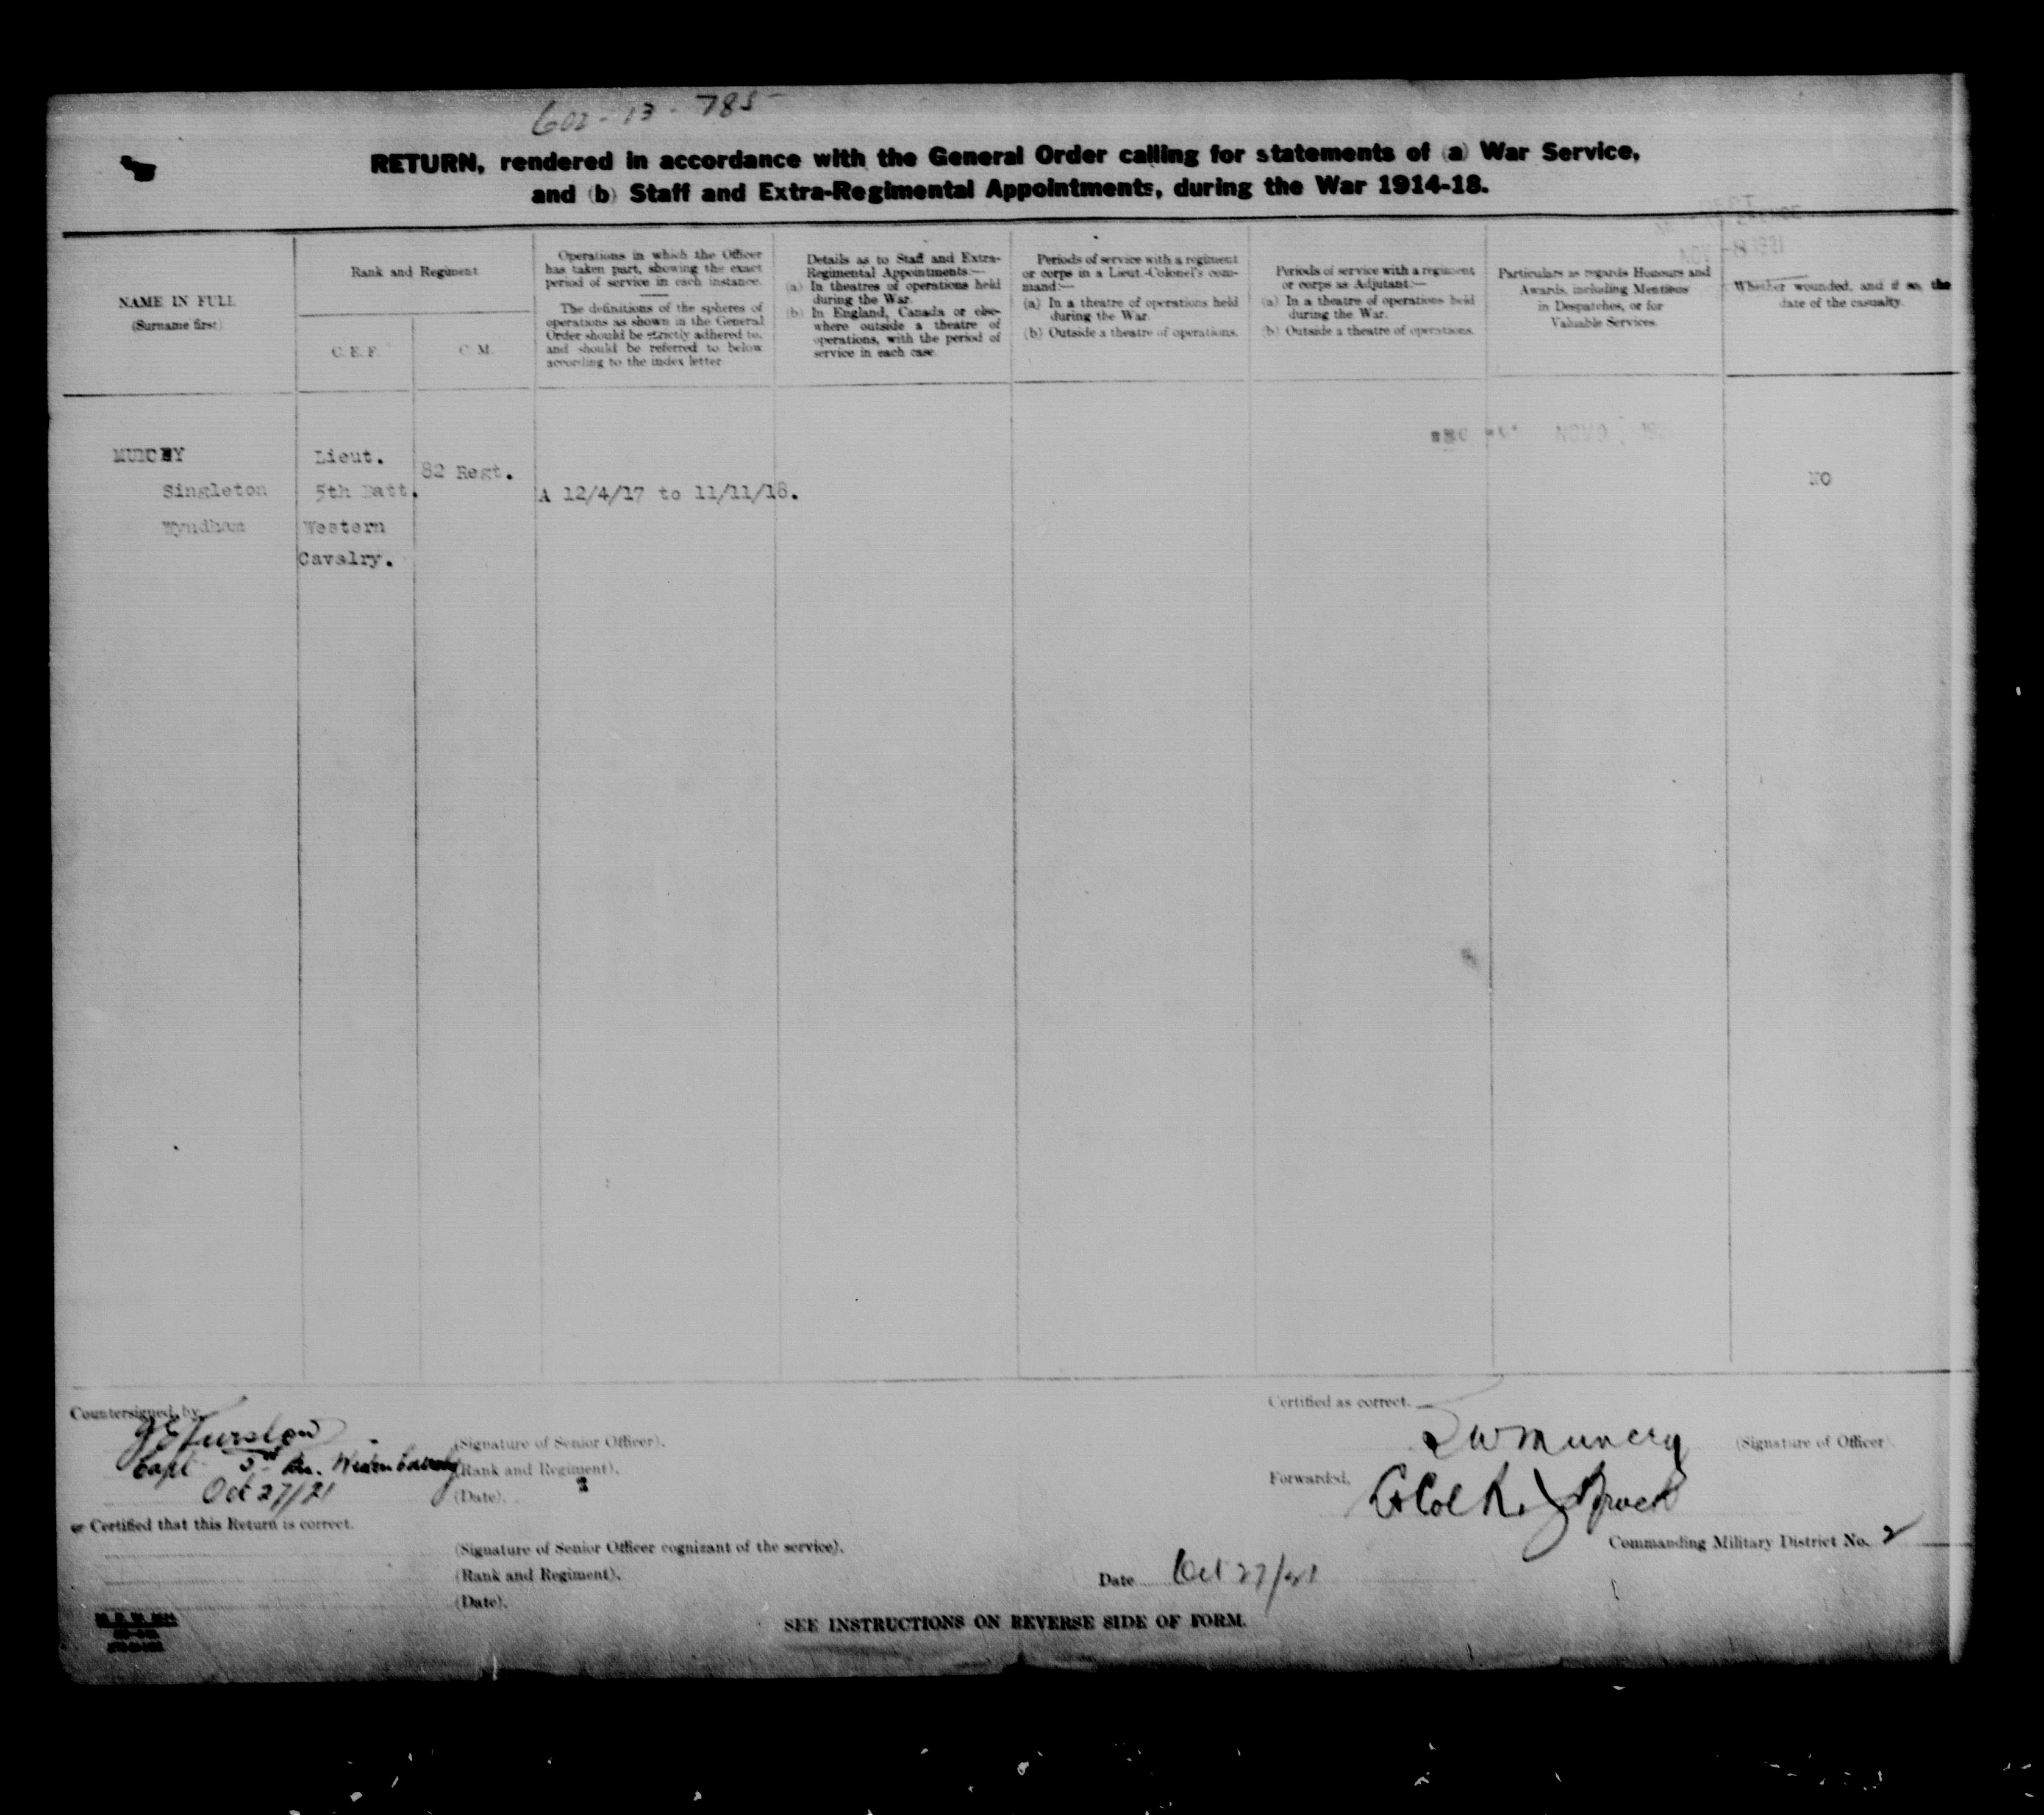 602-13-785
RETURN, rendered in accordance with the General Order calling for statements of (a) War Service,
and (b) Staff and Extra-Regimental Appointments, during the War 1914-18.
NAME IN FULL
(Surname first)
Rank and Regiment
C. E. F.
C. M.
Operations in which the Officer
has taken part, showing the exact
period of service in each instance.
The definitions of the spheres of
operations as shown in the General
Order should be strictly adhered to,
and should be referred to below
according to the index letter
Details as to Staff and Extra-
Regimental Appointments:—
(a) In theatres of operations held
during the War.
(b) In England, Canada or else-
where outside a theatre of
operations, with the period of
service in each case.
Periods of service with a regiment
or corps in a Lieut.-Colonel's com-
mand:—
(a) In a theatre of operations held
during the War.
(b) Outside a theatre of operations.
Periods of service with a regiment
or corps as Adjutant:—
(a) In a theatre of operations held
during the War.
(b) Outside a theatre of operations.
Particulars as regards Honours and
Awards, including Mentions
in Despatches, or for
Valuable Services.
Whether wounded, and if so, the
date of the casualty.
NOV 9
Singleton
Wyndham
Lieut.
5th Batt.
Western
Cavalry.
82 Regt.
A 12/4/17 to 11/11/18.
NO
Countersigned by
(Signature of Senior Officer).
Capt 5th Bn.
(Rank and Regiment).
Oct 27/21
(Date).
or Certified that this Return is correct.
(Signature of Senior Officer cognizant of the service).
(Rank and Regiment).
(Date).
Certified as correct.
(Signature of Officer).
Forwarded,
Commanding Military District No. 2
Date Oct 27/21
SEE INSTRUCTIONS ON REVERSE SIDE OF FORM.